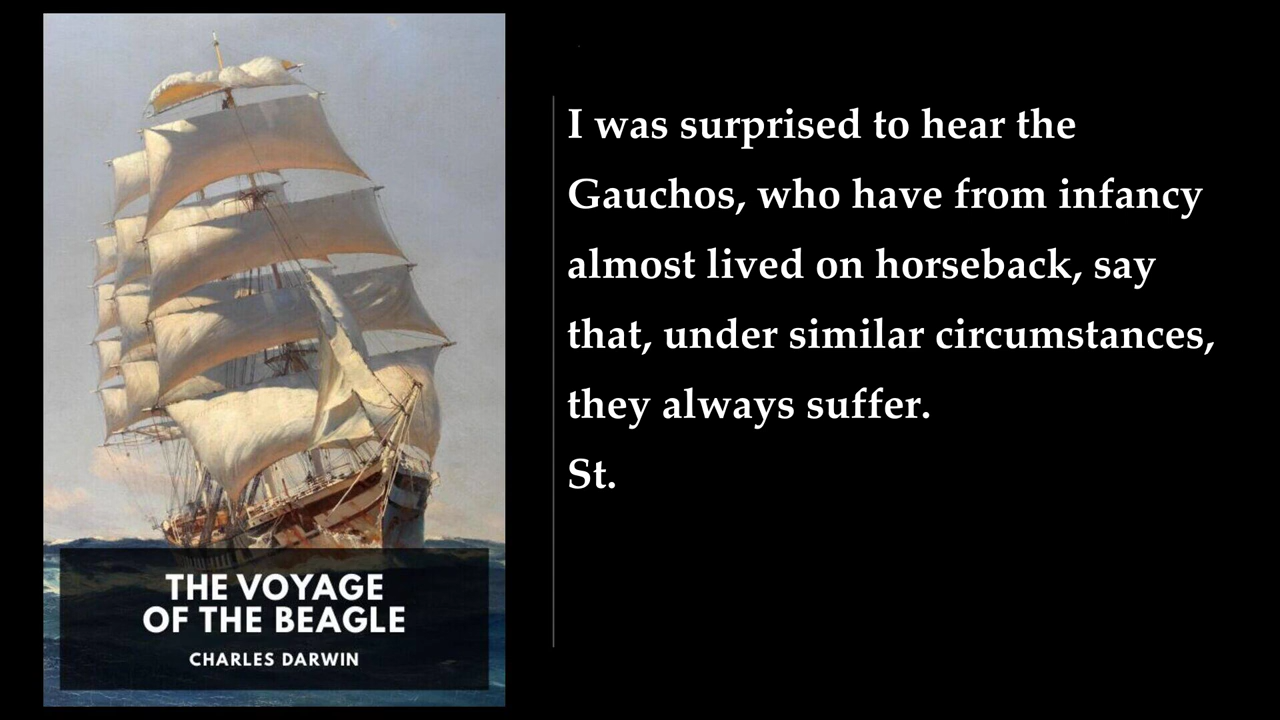 THE VOYAGE
OF THE BEAGLE
CHARLES DARWIN
I was surprised to hear the
Gauchos, who have from infancy
almost lived on horseback, say
that, under similar circumstances,
they always suffer.
St.